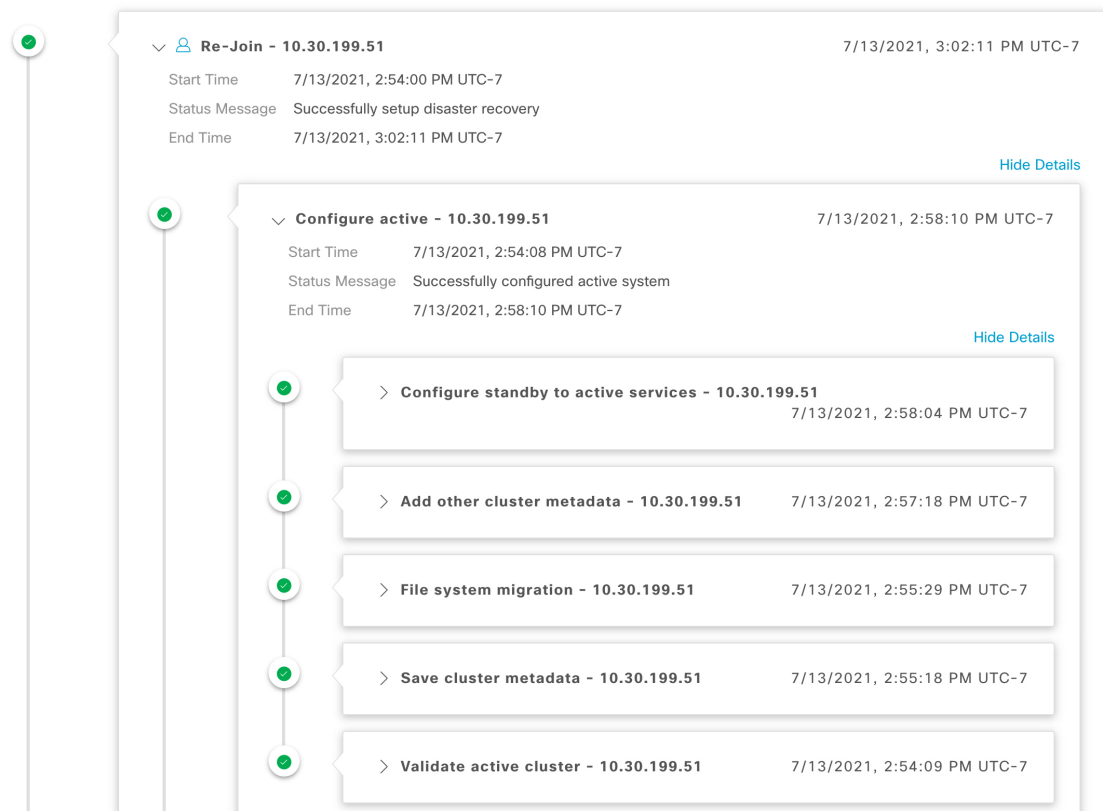 Re-Join - 10.30.199.51 7/13/2021, 3:02:11 PM UTC-7
Start Time 7/13/2021, 2:54:00 PM UTC-7
Status Message Successfully setup disaster recovery
End Time 7/13/2021, 3:02:11 PM UTC-7
Hide Details
Configure active - 10.30.199.51 7/13/2021, 2:58:10 PM UTC-7
Start Time 7/13/2021, 2:54:08 PM UTC-7
Status Message Successfully configured active system
End Time 7/13/2021, 2:58:10 PM UTC-7
Hide Details
Configure standby to active services - 10.30.199.51
7/13/2021, 2:58:04 PM UTC-7
Add other cluster metadata - 10.30.199.51 7/13/2021, 2:57:18 PM UTC-7
File system migration - 10.30.199.51 7/13/2021, 2:55:29 PM UTC-7
Save cluster metadata - 10.30.199.51 7/13/2021, 2:55:18 PM UTC-7
Validate active cluster - 10.30.199.51 7/13/2021, 2:54:09 PM UTC-7